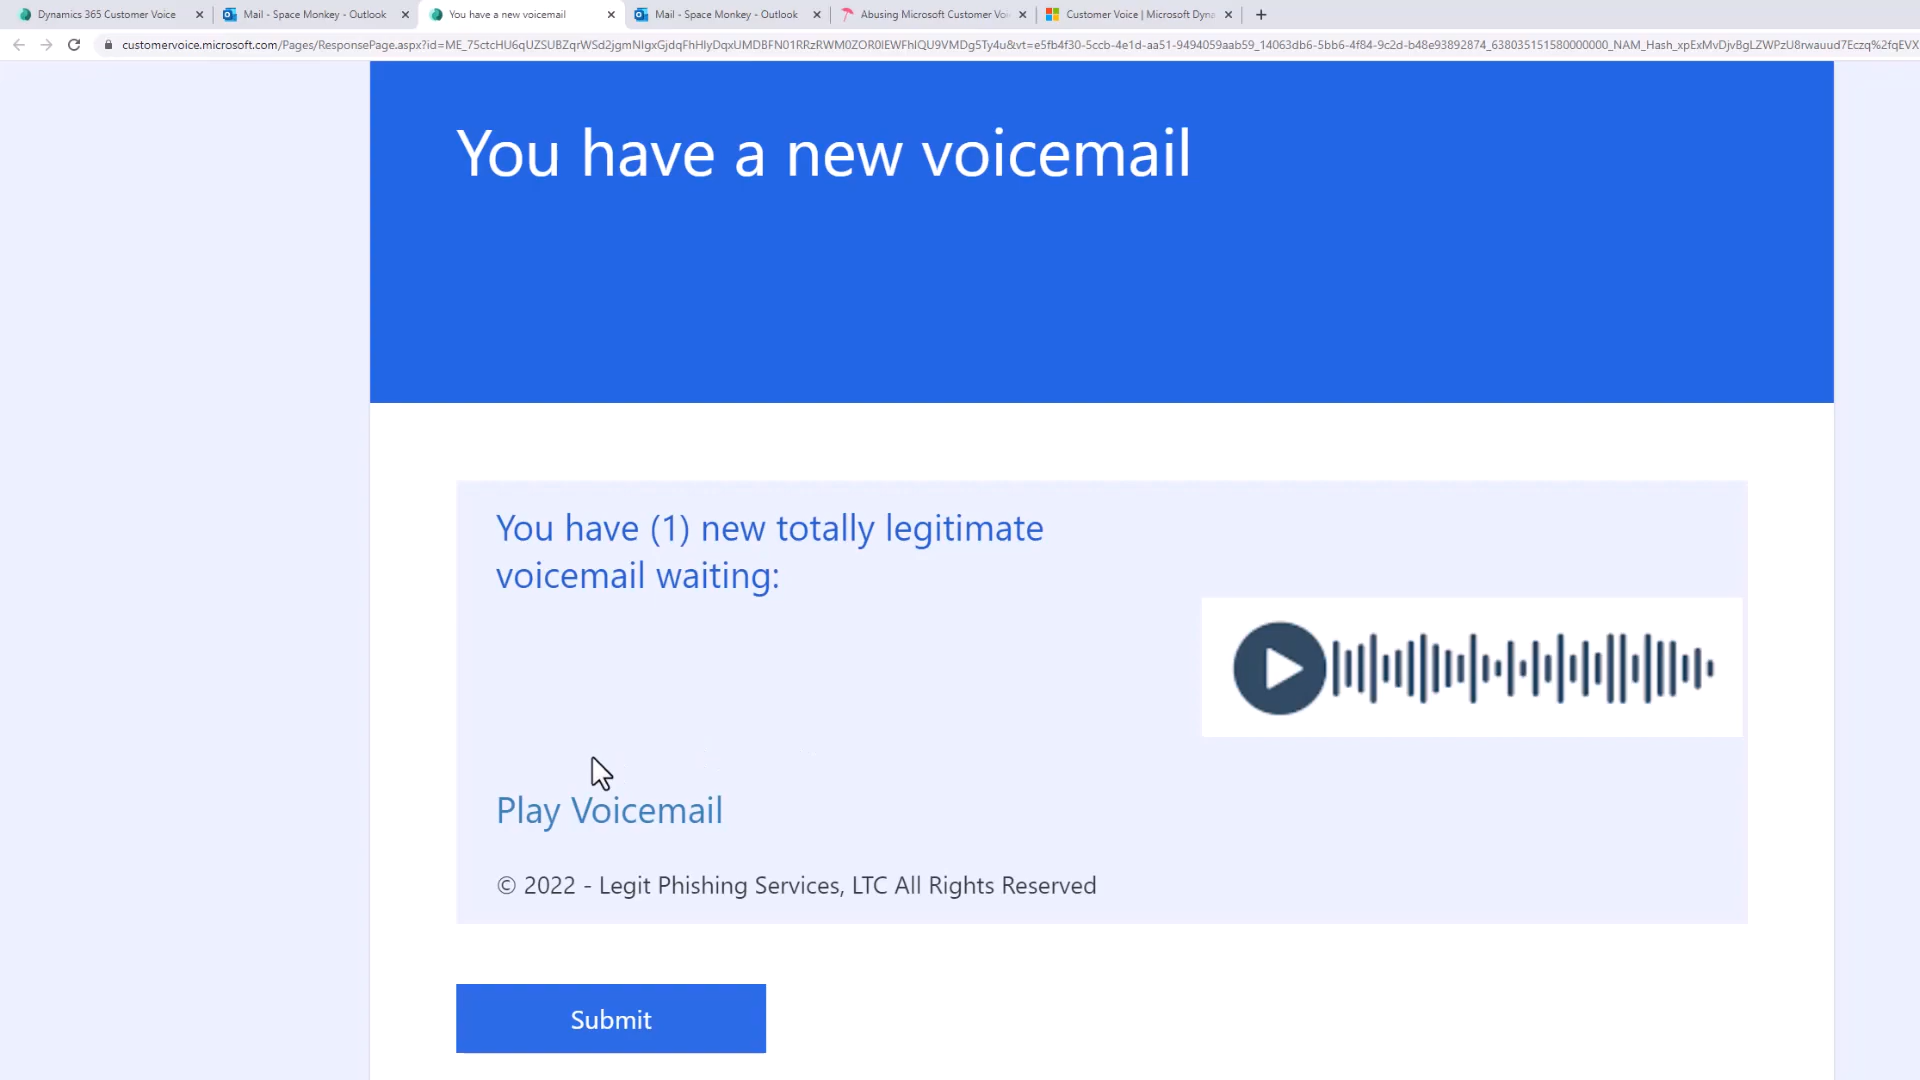 Dynamics 365 Customer Voice
Mail - Space Monkey - Outlook
You have a new voicemail
Mail - Space Monkey - Outlook
Abusing Microsoft Customer Voi
Customer Voice | Microsoft Dyna
You have a new voicemail
You have (1) new totally legitimate
voicemail waiting:
Play Voicemail
© 2022 - Legit Phishing Services, LTC All Rights Reserved
Submit